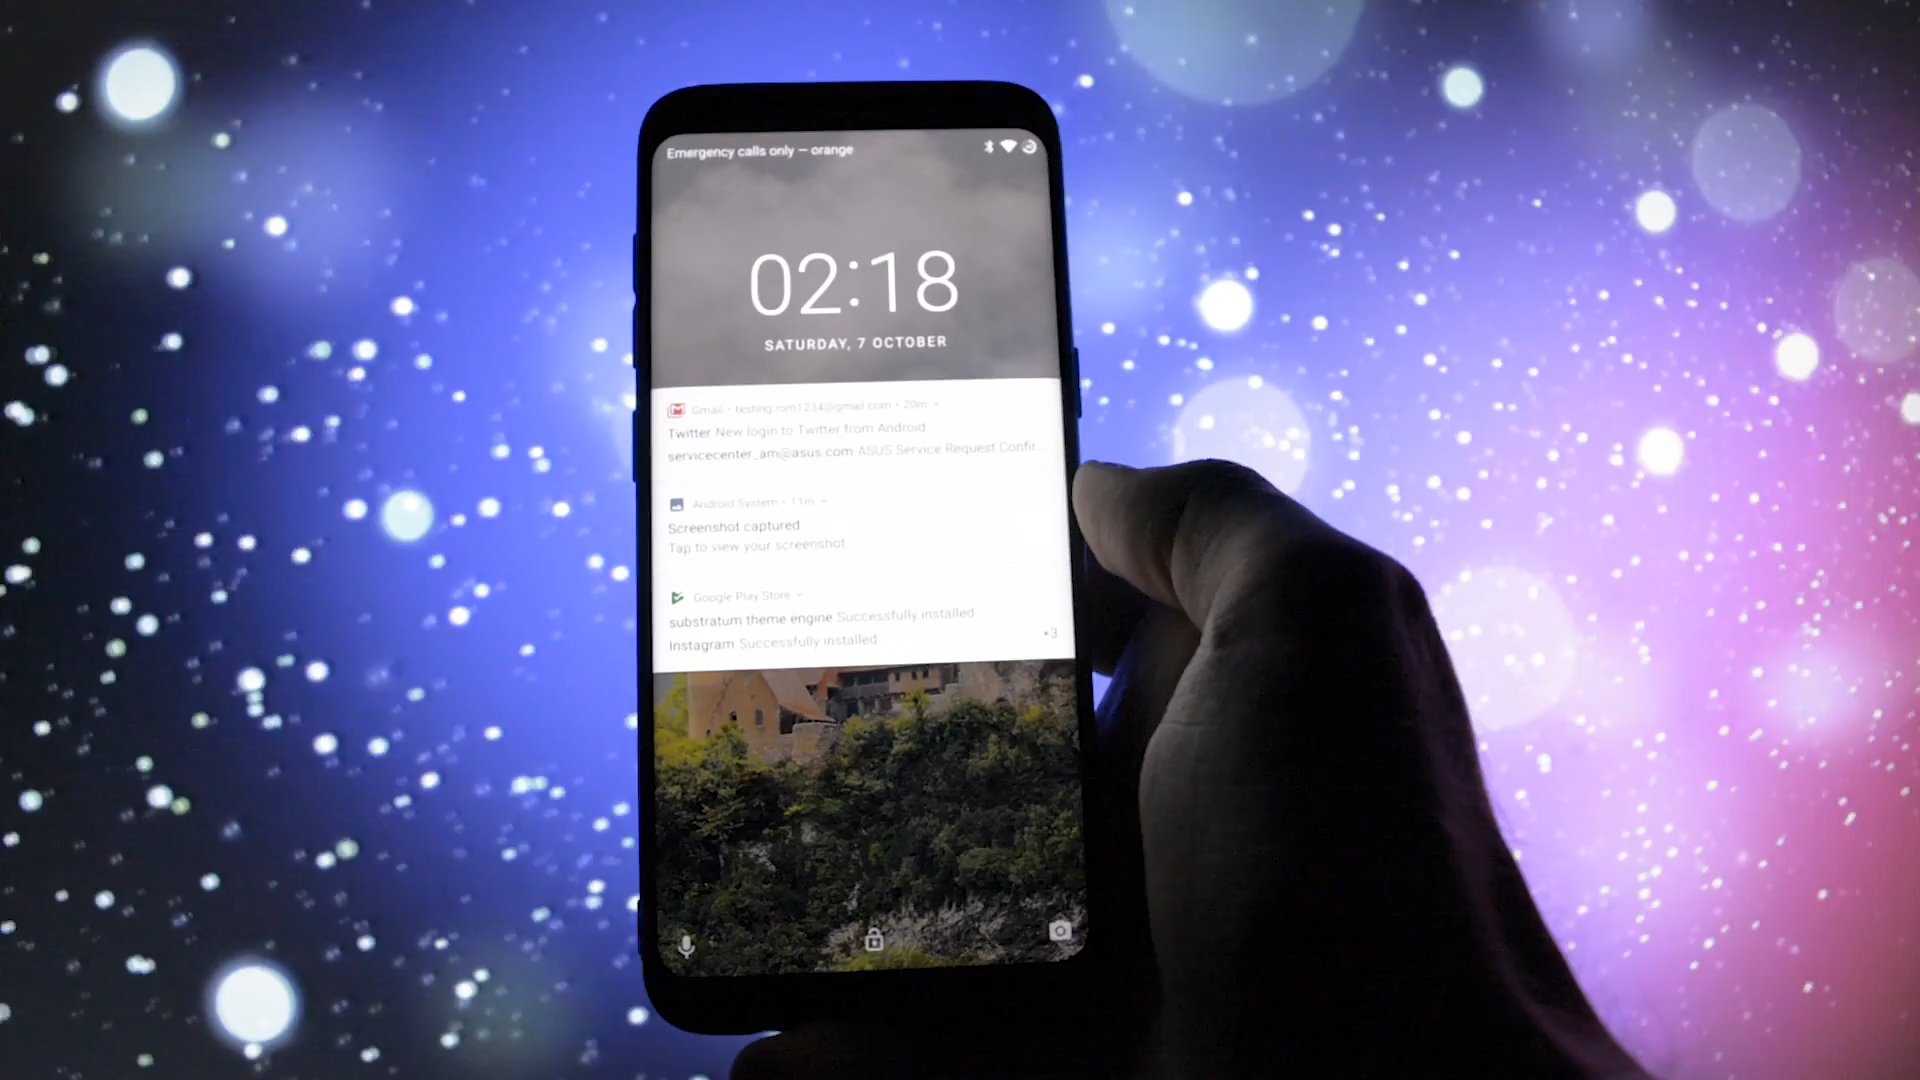 Emergency calls only — orange
02:18
SATURDAY, 7 OCTOBER
Gmail • testing.rom1234@gmail.com • 20m
Twitter New login to Twitter from Android
servicecenter_am@asus.com ASUS Service Request Confir...
Android System • 11m
Screenshot captured
Tap to view your screenshot
Google Play Store
substratum theme engine Successfully installed
Instagram Successfully installed
+3